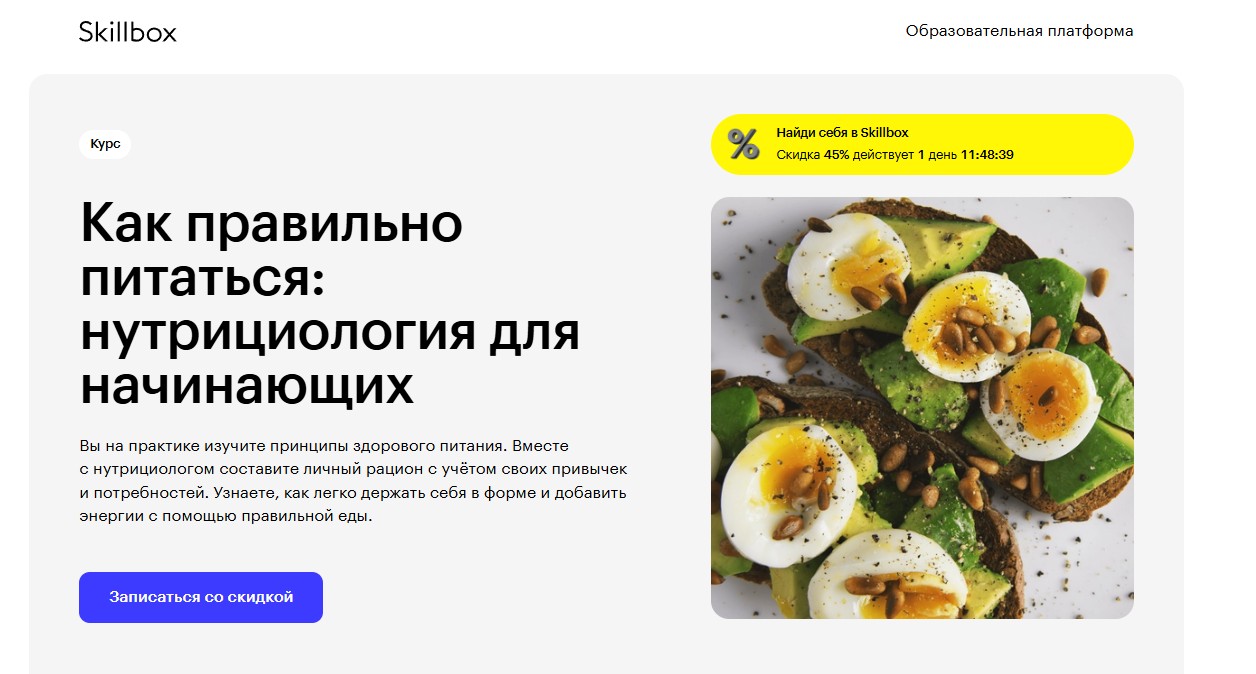 Skillbox
Образовательная платформа
Курс
Найди себя в Skillbox
Скидка 45% действует 1 день 11:48:39
Как правильно
питаться:
нутрициология для
начинающих
Вы на практике изучите принципы здорового питания. Вместе
с нутрициологом составите личный рацион с учётом своих привычек
и потребностей. Узнаете, как легко держать себя в форме и добавить
энергии с помощью правильной еды.
Записаться со скидкой